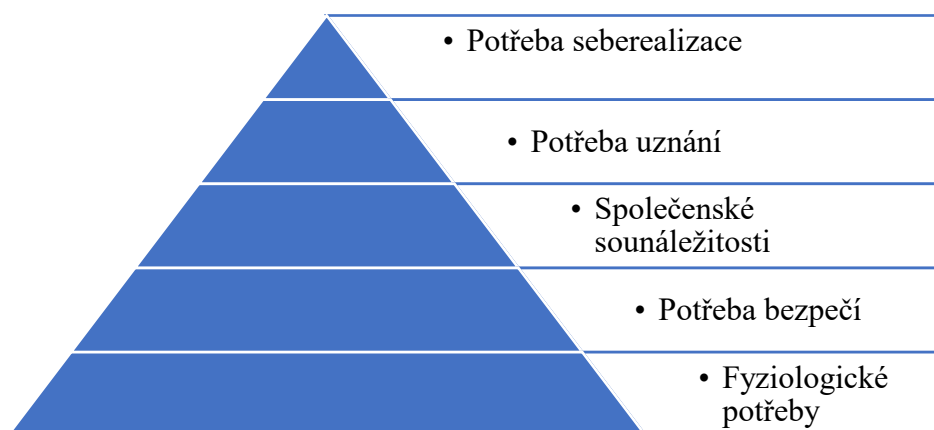 • Potřeba seberealizace
• Potřeba uznání
• Společenské
sounáležitosti
• Potřeba bezpečí
• Fyziologické
potřeby